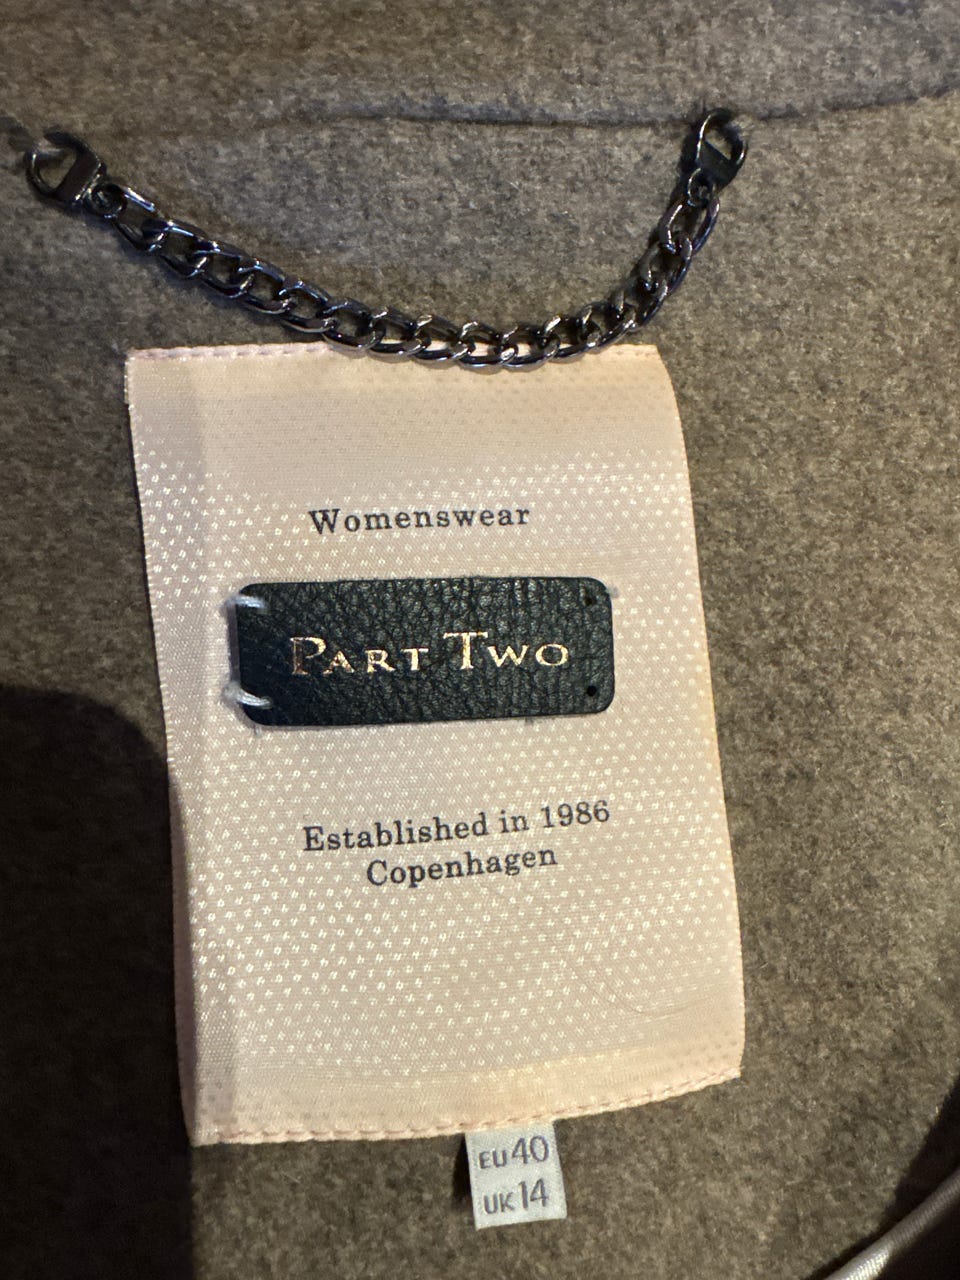 Womenswear
PART TWO
Established in 1986
Copenhagen
EU 40
UK 14